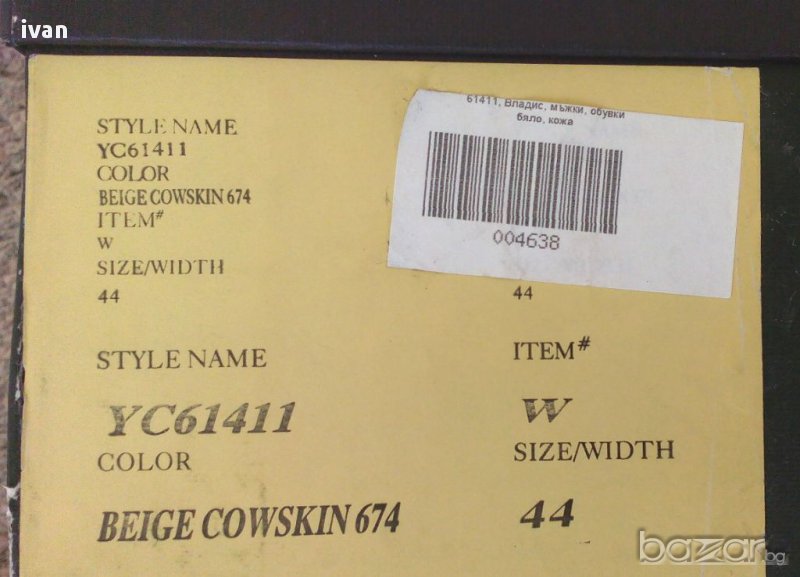 ivan
STYLE NAME
YC61411
COLOR
BEIGE COWSKIN 674
ITEM#
W
SIZE/WIDTH
44
61411, Владис, мъжки, обувки
бяло, кожа
004638
44
STYLE NAME
YC61411
COLOR
BEIGE COWSKIN 674
ITEM#
W
SIZE/WIDTH
44
bazar.bg